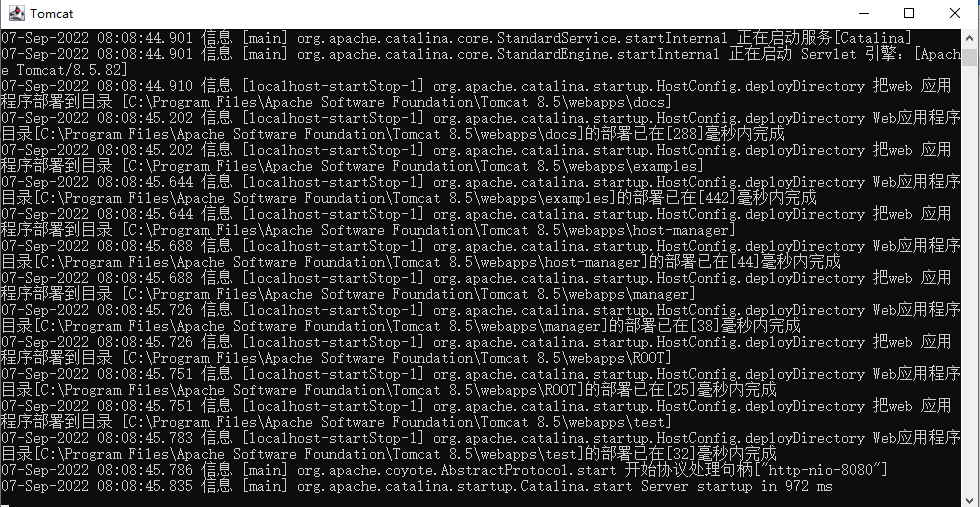 Tomcat
07-Sep-2022 08:08:44.901 信息 [main] org.apache.catalina.core.StandardService.startInternal 正在启动服务[Catalina]
07-Sep-2022 08:08:44.901 信息 [main] org.apache.catalina.core.StandardEngine.startInternal 正在启动 Servlet 引擎：[Apach
e Tomcat/8.5.82]
07-Sep-2022 08:08:44.910 信息 [localhost-startStop-1] org.apache.catalina.startup.HostConfig.deployDirectory 把web 应用
程序部署到目录 [C:\Program Files\Apache Software Foundation\Tomcat 8.5\webapps\docs]
07-Sep-2022 08:08:45.202 信息 [localhost-startStop-1] org.apache.catalina.startup.HostConfig.deployDirectory Web应用程序
目录[C:\Program Files\Apache Software Foundation\Tomcat 8.5\webapps\docs]的部署已在[288]毫秒内完成
07-Sep-2022 08:08:45.202 信息 [localhost-startStop-1] org.apache.catalina.startup.HostConfig.deployDirectory 把web 应用
程序部署到目录 [C:\Program Files\Apache Software Foundation\Tomcat 8.5\webapps\examples]
07-Sep-2022 08:08:45.644 信息 [localhost-startStop-1] org.apache.catalina.startup.HostConfig.deployDirectory Web应用程序
目录[C:\Program Files\Apache Software Foundation\Tomcat 8.5\webapps\examples]的部署已在[442]毫秒内完成
07-Sep-2022 08:08:45.644 信息 [localhost-startStop-1] org.apache.catalina.startup.HostConfig.deployDirectory 把web 应用
程序部署到目录 [C:\Program Files\Apache Software Foundation\Tomcat 8.5\webapps\host-manager]
07-Sep-2022 08:08:45.688 信息 [localhost-startStop-1] org.apache.catalina.startup.HostConfig.deployDirectory Web应用程序
目录[C:\Program Files\Apache Software Foundation\Tomcat 8.5\webapps\host-manager]的部署已在[44]毫秒内完成
07-Sep-2022 08:08:45.688 信息 [localhost-startStop-1] org.apache.catalina.startup.HostConfig.deployDirectory 把web 应用
程序部署到目录 [C:\Program Files\Apache Software Foundation\Tomcat 8.5\webapps\manager]
07-Sep-2022 08:08:45.726 信息 [localhost-startStop-1] org.apache.catalina.startup.HostConfig.deployDirectory Web应用程序
目录[C:\Program Files\Apache Software Foundation\Tomcat 8.5\webapps\manager]的部署已在[38]毫秒内完成
07-Sep-2022 08:08:45.726 信息 [localhost-startStop-1] org.apache.catalina.startup.HostConfig.deployDirectory 把web 应用
程序部署到目录 [C:\Program Files\Apache Software Foundation\Tomcat 8.5\webapps\ROOT]
07-Sep-2022 08:08:45.751 信息 [localhost-startStop-1] org.apache.catalina.startup.HostConfig.deployDirectory Web应用程序
目录[C:\Program Files\Apache Software Foundation\Tomcat 8.5\webapps\ROOT]的部署已在[25]毫秒内完成
07-Sep-2022 08:08:45.751 信息 [localhost-startStop-1] org.apache.catalina.startup.HostConfig.deployDirectory 把web 应用
程序部署到目录 [C:\Program Files\Apache Software Foundation\Tomcat 8.5\webapps\test]
07-Sep-2022 08:08:45.783 信息 [localhost-startStop-1] org.apache.catalina.startup.HostConfig.deployDirectory Web应用程序
目录[C:\Program Files\Apache Software Foundation\Tomcat 8.5\webapps\test]的部署已在[32]毫秒内完成
07-Sep-2022 08:08:45.786 信息 [main] org.apache.coyote.AbstractProtocol.start 开始协议处理句柄["http-nio-8080"]
07-Sep-2022 08:08:45.835 信息 [main] org.apache.catalina.startup.Catalina.start Server startup in 972 ms